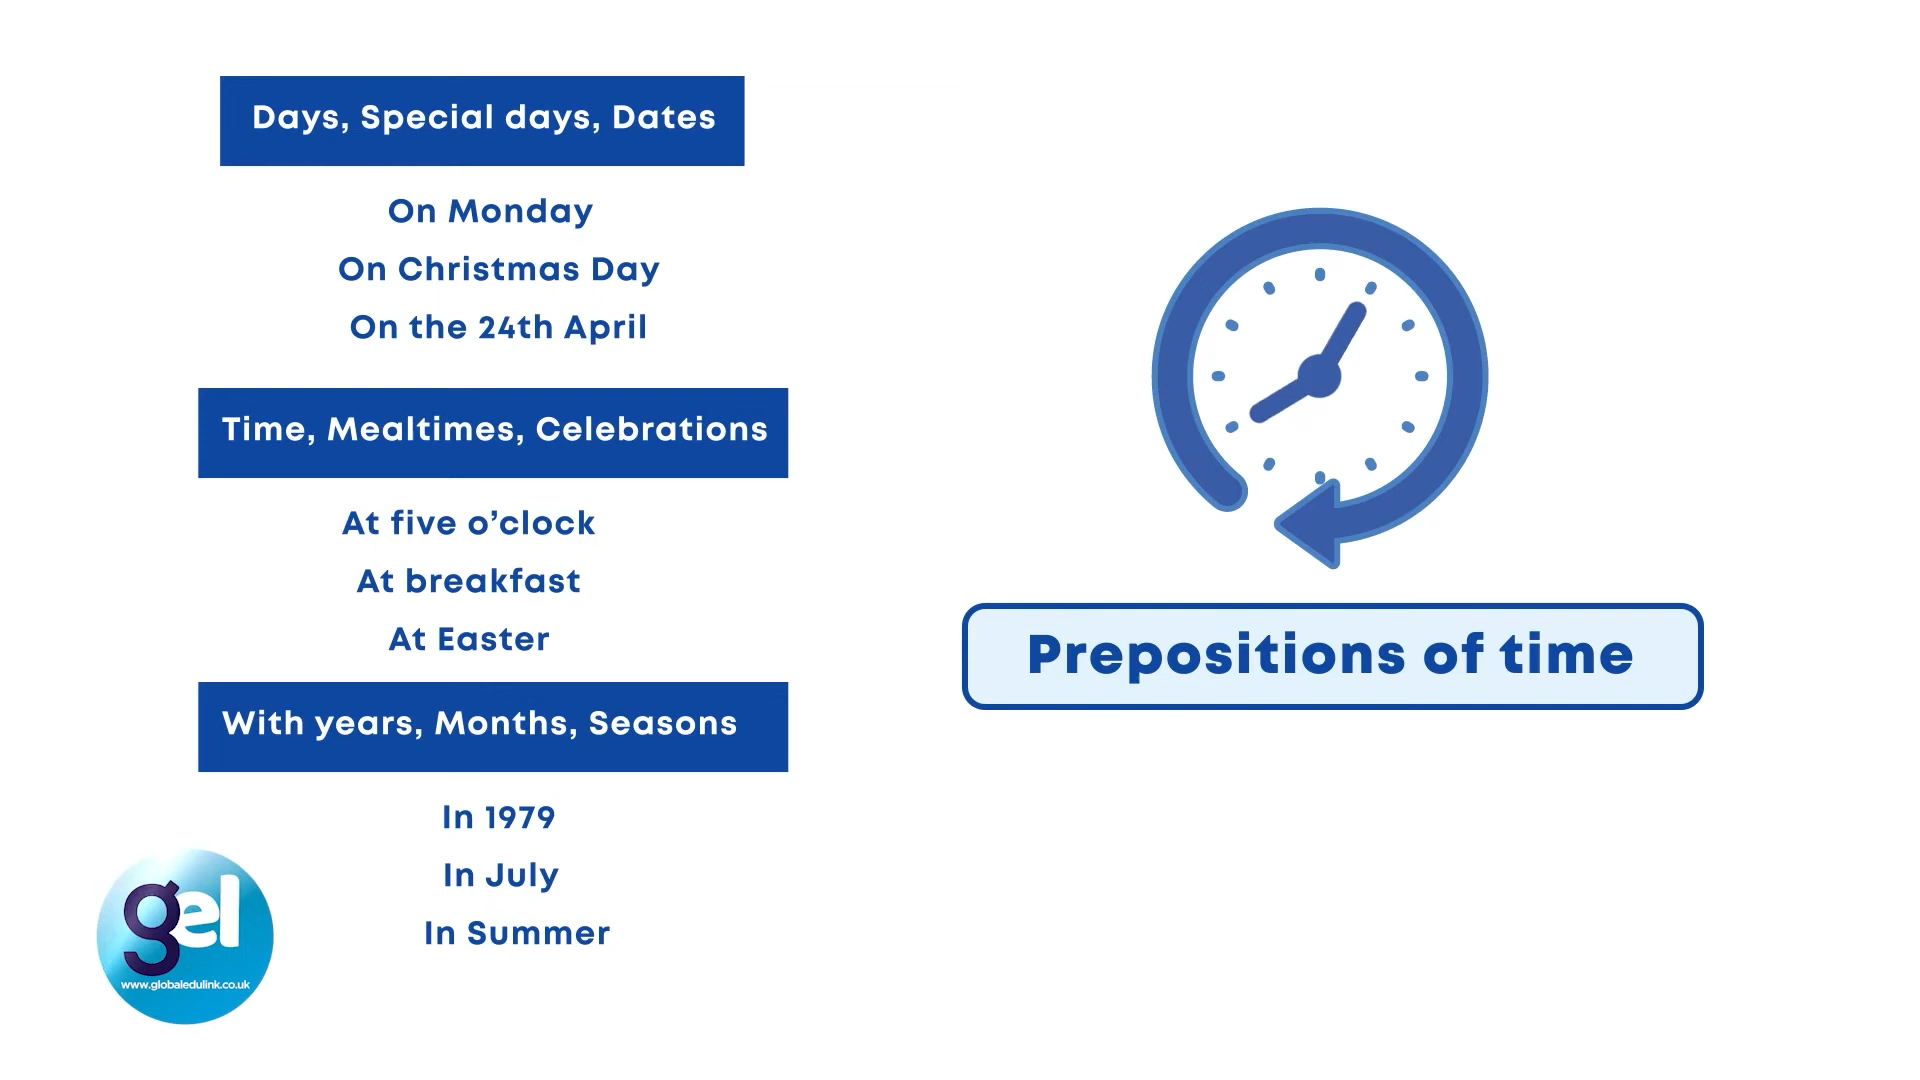 Days, Special days, Dates
On Monday
On Christmas Day
On the 24th April
Time, Mealtimes, Celebrations
At five o’clock
At breakfast
At Easter
With years, Months, Seasons
In 1979
In July
In Summer
gel
www.globaledulink.co.uk
Prepositions of time